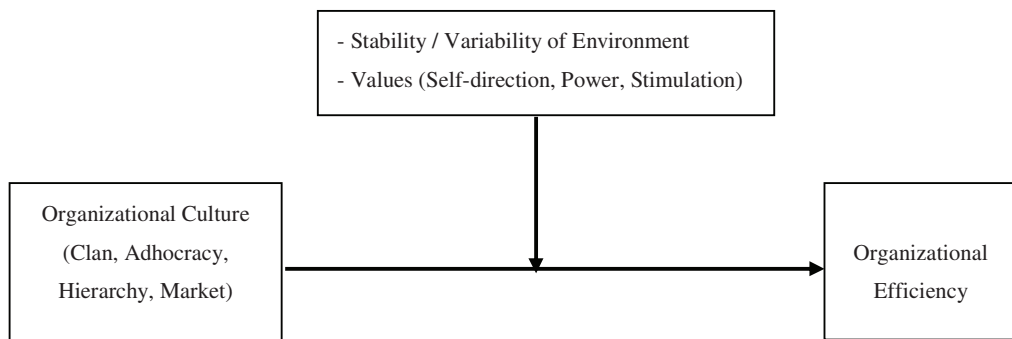 - Stability / Variability of Environment
- Values (Self-direction, Power, Stimulation)
Organizational Culture
(Clan, Adhocracy,
Hierarchy, Market)
Organizational
Efficiency